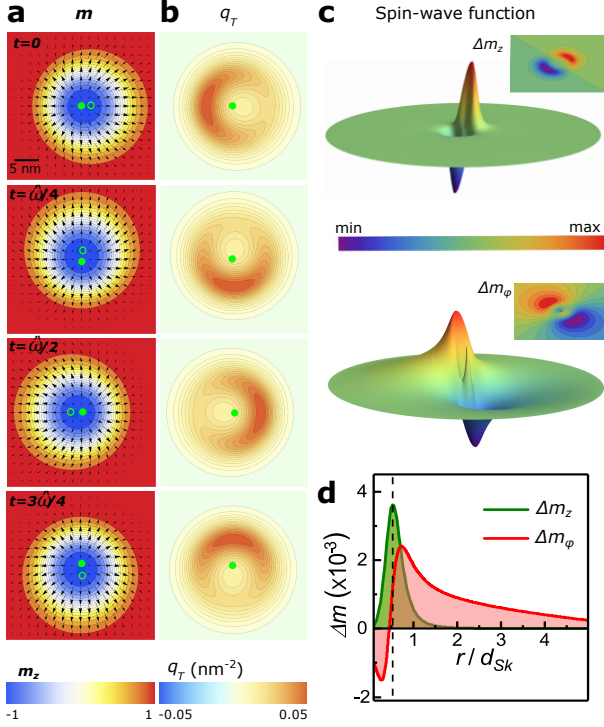 a m b q_T c Spin-wave function
Δm_z
t=0
5 nm
t=ω̂/4
min max
Δm_φ
t=ω̂/2
t=3ω̂/4
d
Δm_z
Δm_φ
4
2
0
-2
Δm (x10⁻³)
1 2 3 4
r / d_Sk
m_z q_T (nm⁻²)
-1 1 -0.05 0.05